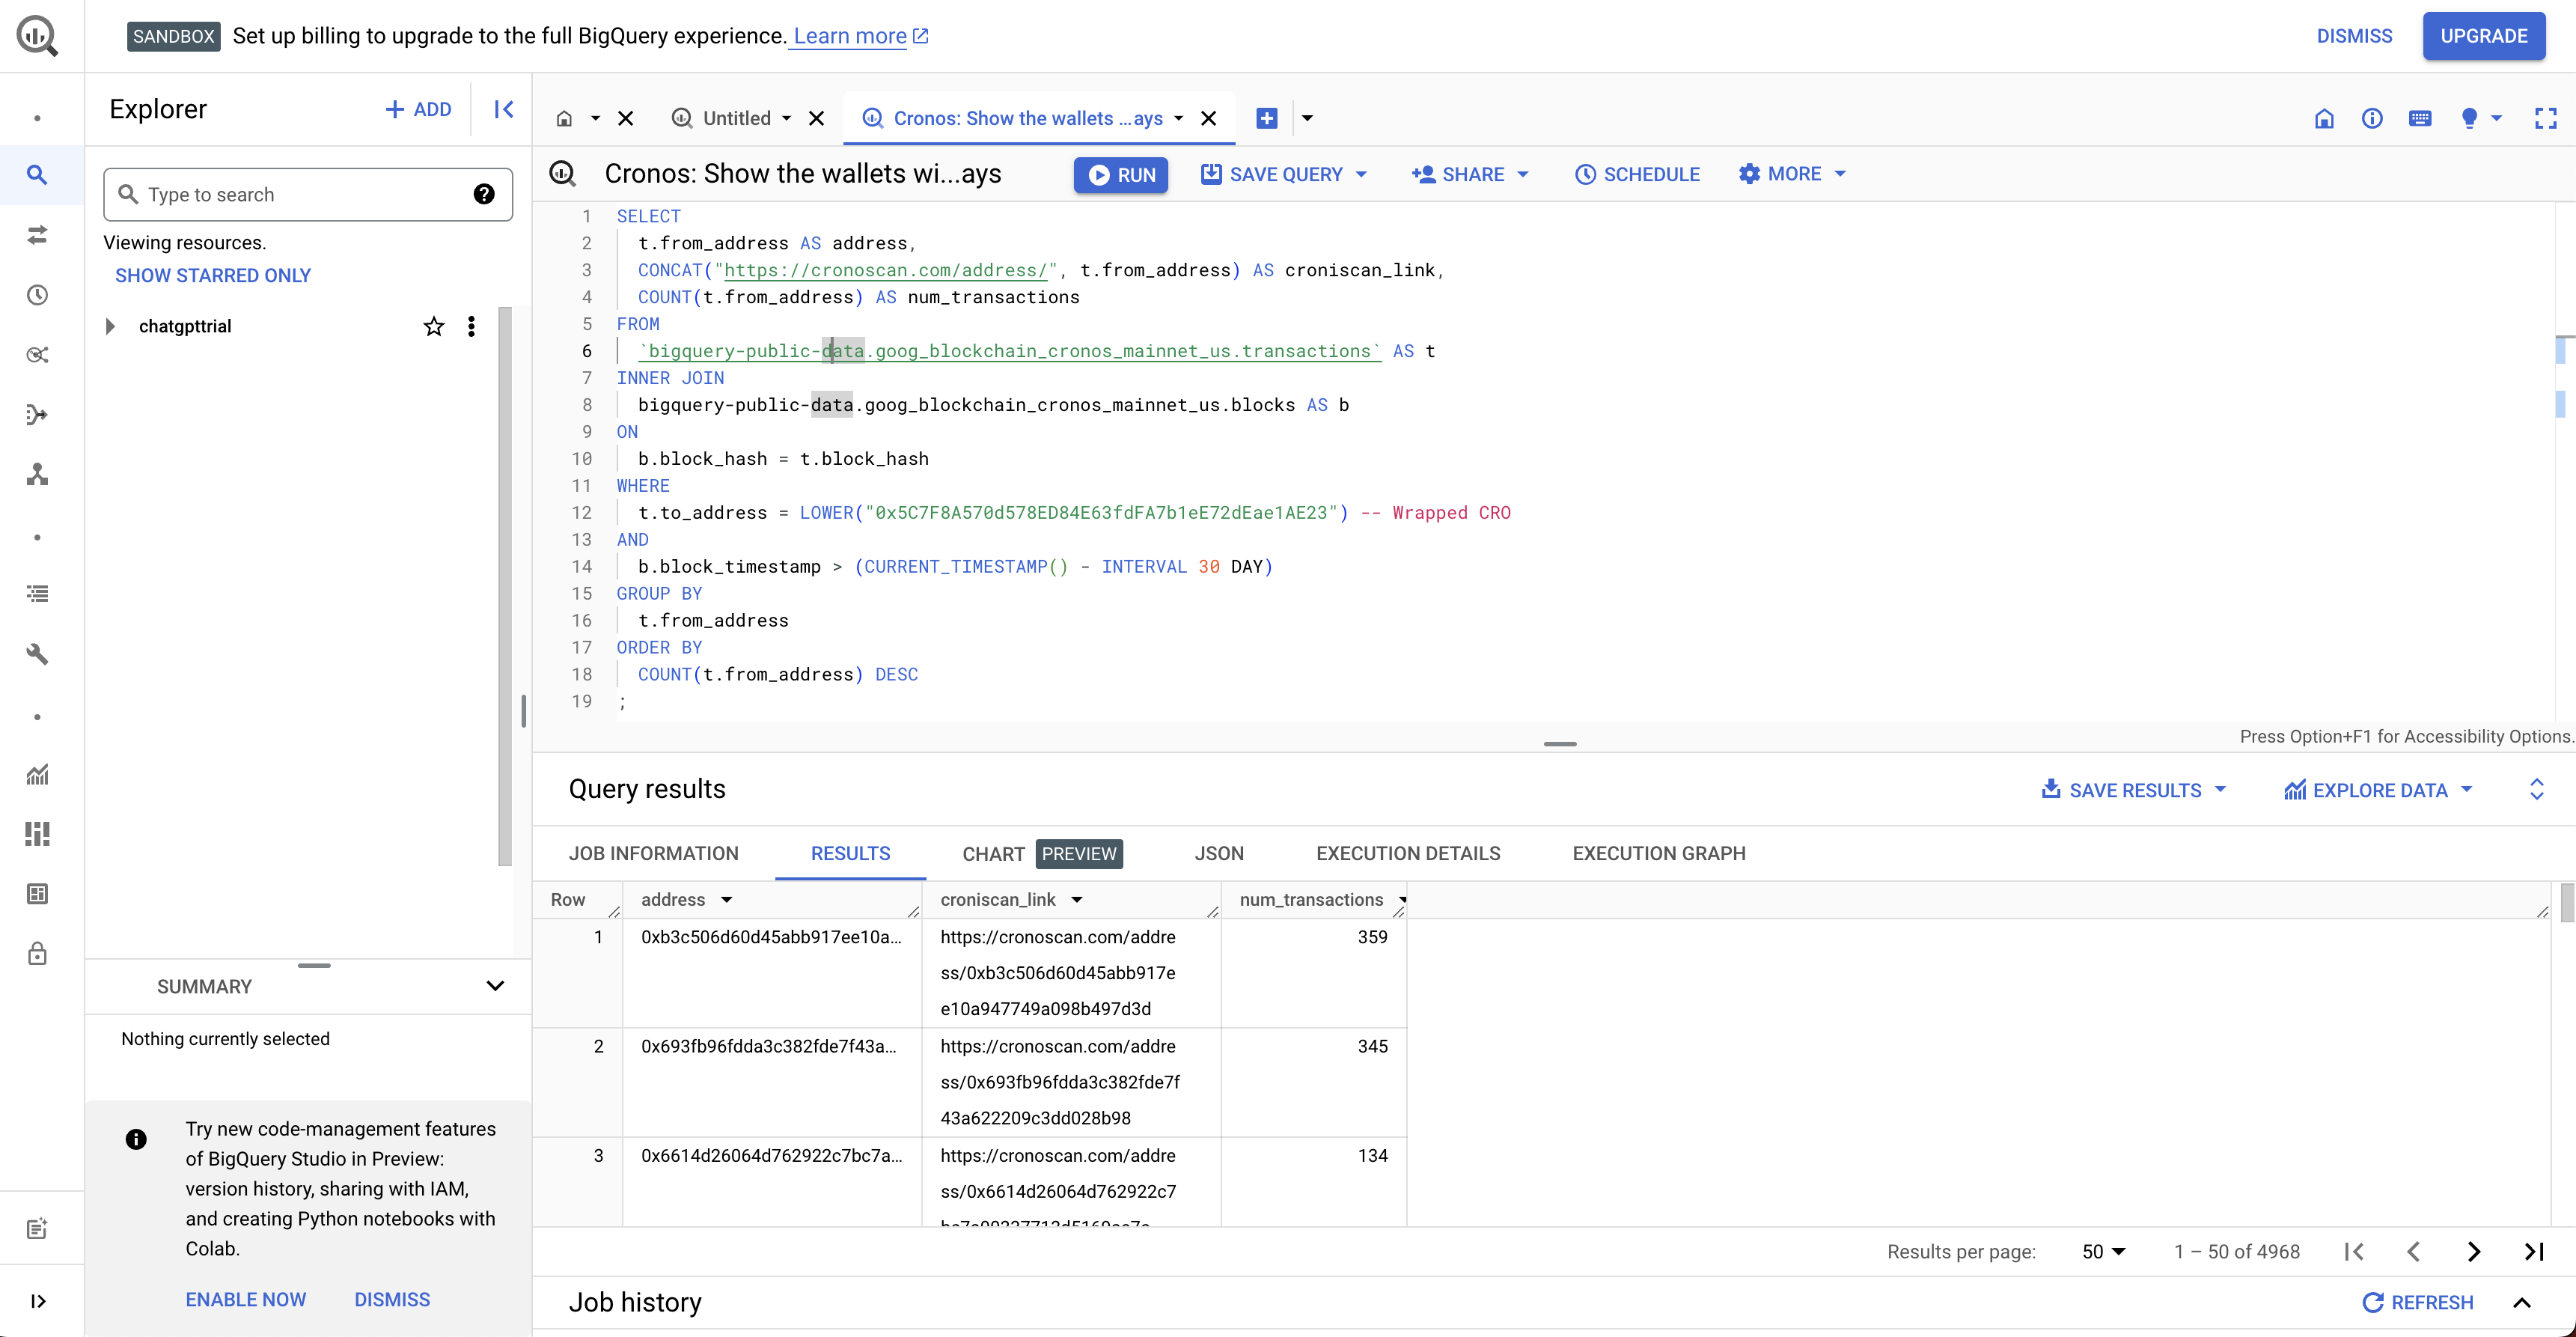 SANDBOX Set up billing to upgrade to the full BigQuery experience. Learn more
DISMISS
UPGRADE
Explorer
+ ADD
Untitled
Cronos: Show the wallets ...ays
Type to search
Viewing resources.
SHOW STARRED ONLY
chatgpttrial
Cronos: Show the wallets wi...ays
RUN
SAVE QUERY
SHARE
SCHEDULE
MORE
1 SELECT
2 t.from_address AS address,
3 CONCAT("https://cronoscan.com/address/", t.from_address) AS croniscan_link,
4 COUNT(t.from_address) AS num_transactions
5 FROM
6 `bigquery-public-data.goog_blockchain_cronos_mainnet_us.transactions` AS t
7 INNER JOIN
8 bigquery-public-data.goog_blockchain_cronos_mainnet_us.blocks AS b
9 ON
10 b.block_hash = t.block_hash
11 WHERE
12 t.to_address = LOWER("0x5C7F8A570d578ED84E63fdFA7b1eE72dEae1AE23") -- Wrapped CRO
13 AND
14 b.block_timestamp > (CURRENT_TIMESTAMP() - INTERVAL 30 DAY)
15 GROUP BY
16 t.from_address
17 ORDER BY
18 COUNT(t.from_address) DESC
19 ;
Press Option+F1 for Accessibility Options.
Query results
SAVE RESULTS
EXPLORE DATA
JOB INFORMATION
RESULTS
CHART PREVIEW
JSON
EXECUTION DETAILS
EXECUTION GRAPH
Row address croniscan_link num_transactions
1 0xb3c506d60d45abb917ee10a... https://cronoscan.com/addre 359
ss/0xb3c506d60d45abb917e
e10a947749a098b497d3d
2 0x693fb96fdda3c382fde7f43a... https://cronoscan.com/addre 345
ss/0x693fb96fdda3c382fde7f
43a622209c3dd028b98
3 0x6614d26064d762922c7bc7a... https://cronoscan.com/addre 134
ss/0x6614d26064d762922c7
Results per page: 50 1 – 50 of 4968
Job history
REFRESH
SUMMARY
Nothing currently selected
Try new code-management features
of BigQuery Studio in Preview:
version history, sharing with IAM,
and creating Python notebooks with
Colab.
ENABLE NOW
DISMISS